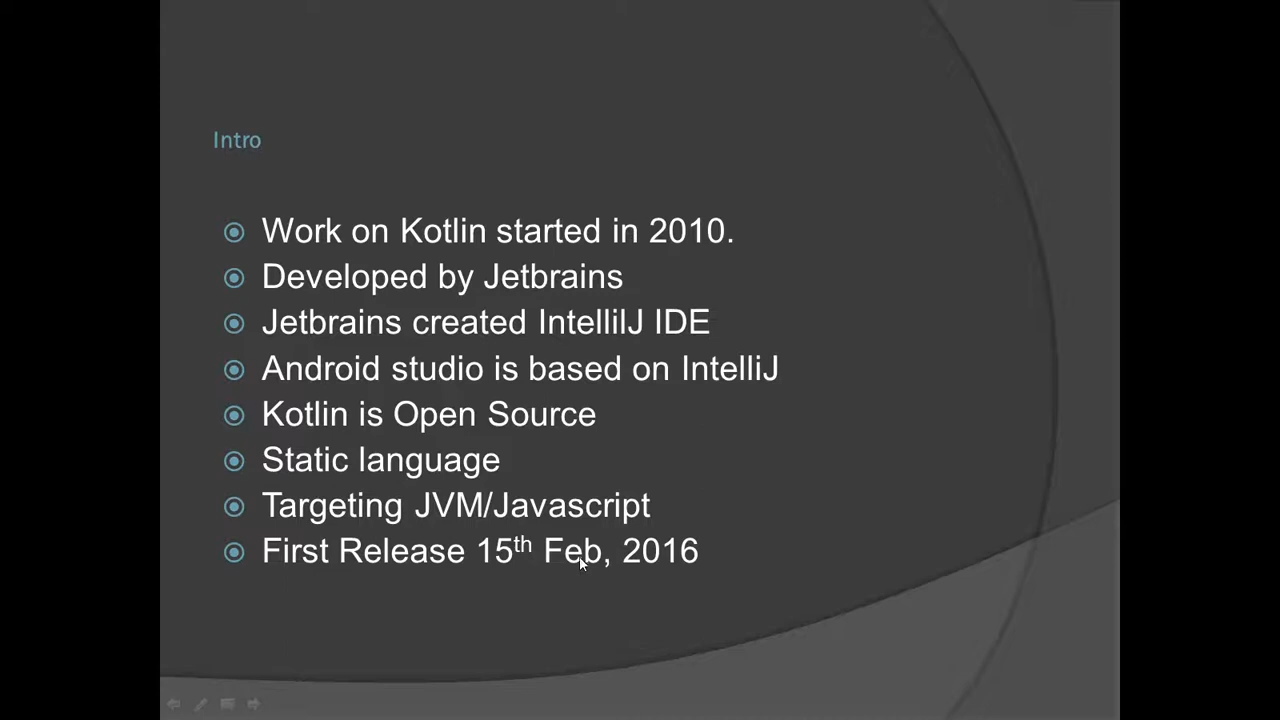 Intro
Work on Kotlin started in 2010.
Developed by Jetbrains
Jetbrains created IntelliIJ IDE
Android studio is based on IntelliJ
Kotlin is Open Source
Static language
Targeting JVM/Javascript
First Release 15th Feb, 2016